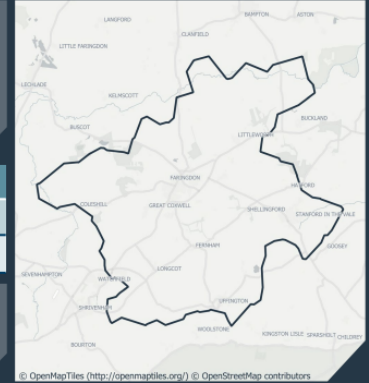 LANGFORD
BAMPTON
ASTON
CLANFIELD
LITTLE FARINGDON
LECHLADE
KELMSCOTT
BUSCOT
BUCKLAND
LITTLEWORTH
FARINGDON
HATFORD
COLESHILL
GREAT COXWELL
SHELLINGFORD
STANFORD IN THE VALE
FERNHAM
GOOSEY
SEVENHAMPTON
LONGCOT
WATCHFIELD
SHRIVENHAM
UFFINGTON
WOOLSTONE
KINGSTON LISLE
SPARSHOLT
CHILDREY
BOURTON
© OpenMapTiles (http://openmaptiles.org/) © OpenStreetMap contributors